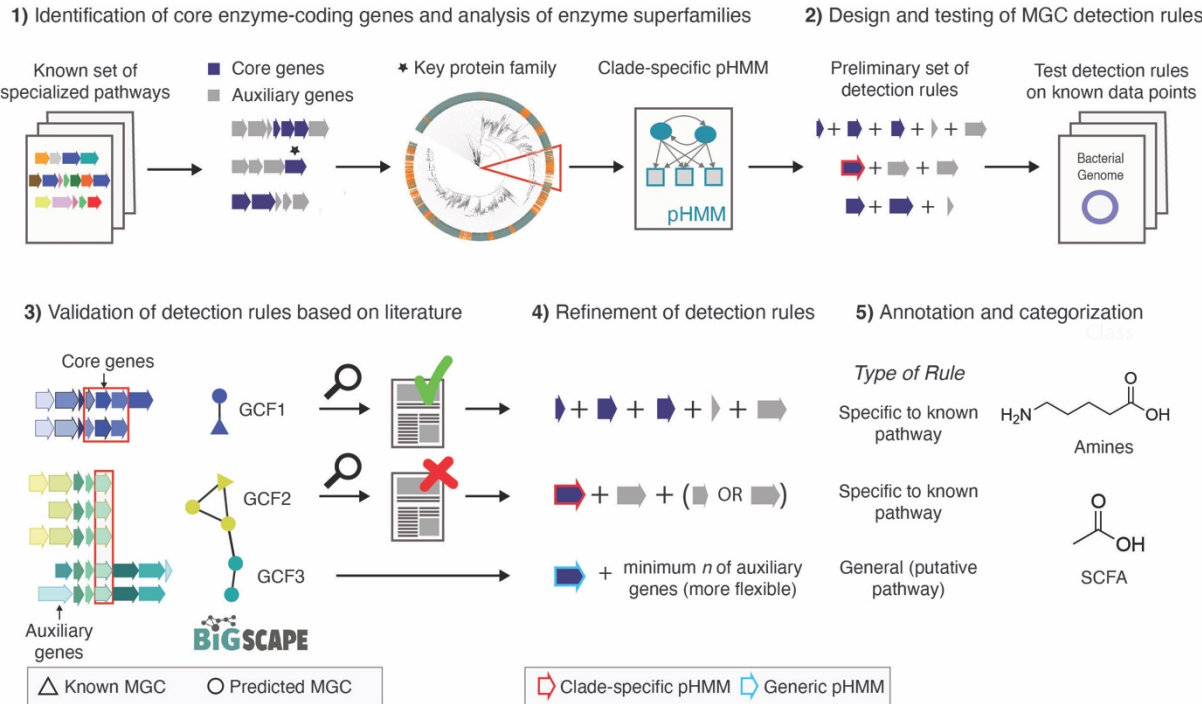 1) Identification of core enzyme-coding genes and analysis of enzyme superfamilies
2) Design and testing of MGC detection rules
Known set of
specialized pathways
Core genes
Auxiliary genes
★ Key protein family
Clade-specific pHMM
pHMM
Preliminary set of
detection rules
+ + + +
+ +
+ +
Test detection rules
on known data points
Bacterial
Genome
3) Validation of detection rules based on literature
4) Refinement of detection rules
5) Annotation and categorization
Class
Core genes
GCF1
GCF2
GCF3
Auxiliary
genes
BiGSCAPE
Known MGC
Predicted MGC
+ + + +
+ + ( OR )
+ minimum n of auxiliary
genes (more flexible)
Clade-specific pHMM
Generic pHMM
Type of Rule
Specific to known
pathway
Specific to known
pathway
General (putative
pathway)
H₂N
O
OH
Amines
O
OH
SCFA